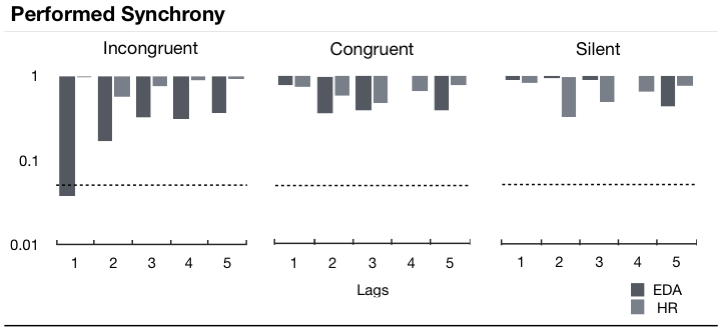 Performed Synchrony
Incongruent Congruent Silent
1
0.1
0.01
1 2 3 4 5 1 2 3 4 5 1 2 3 4 5
Lags
EDA
HR